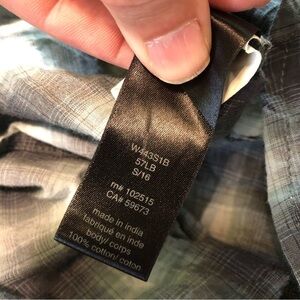 W443S1B
57LB
S/16
rn# 102515
CA# 59673
made in india
fabriqué en inde
body/ corps
100% cotton/ coton